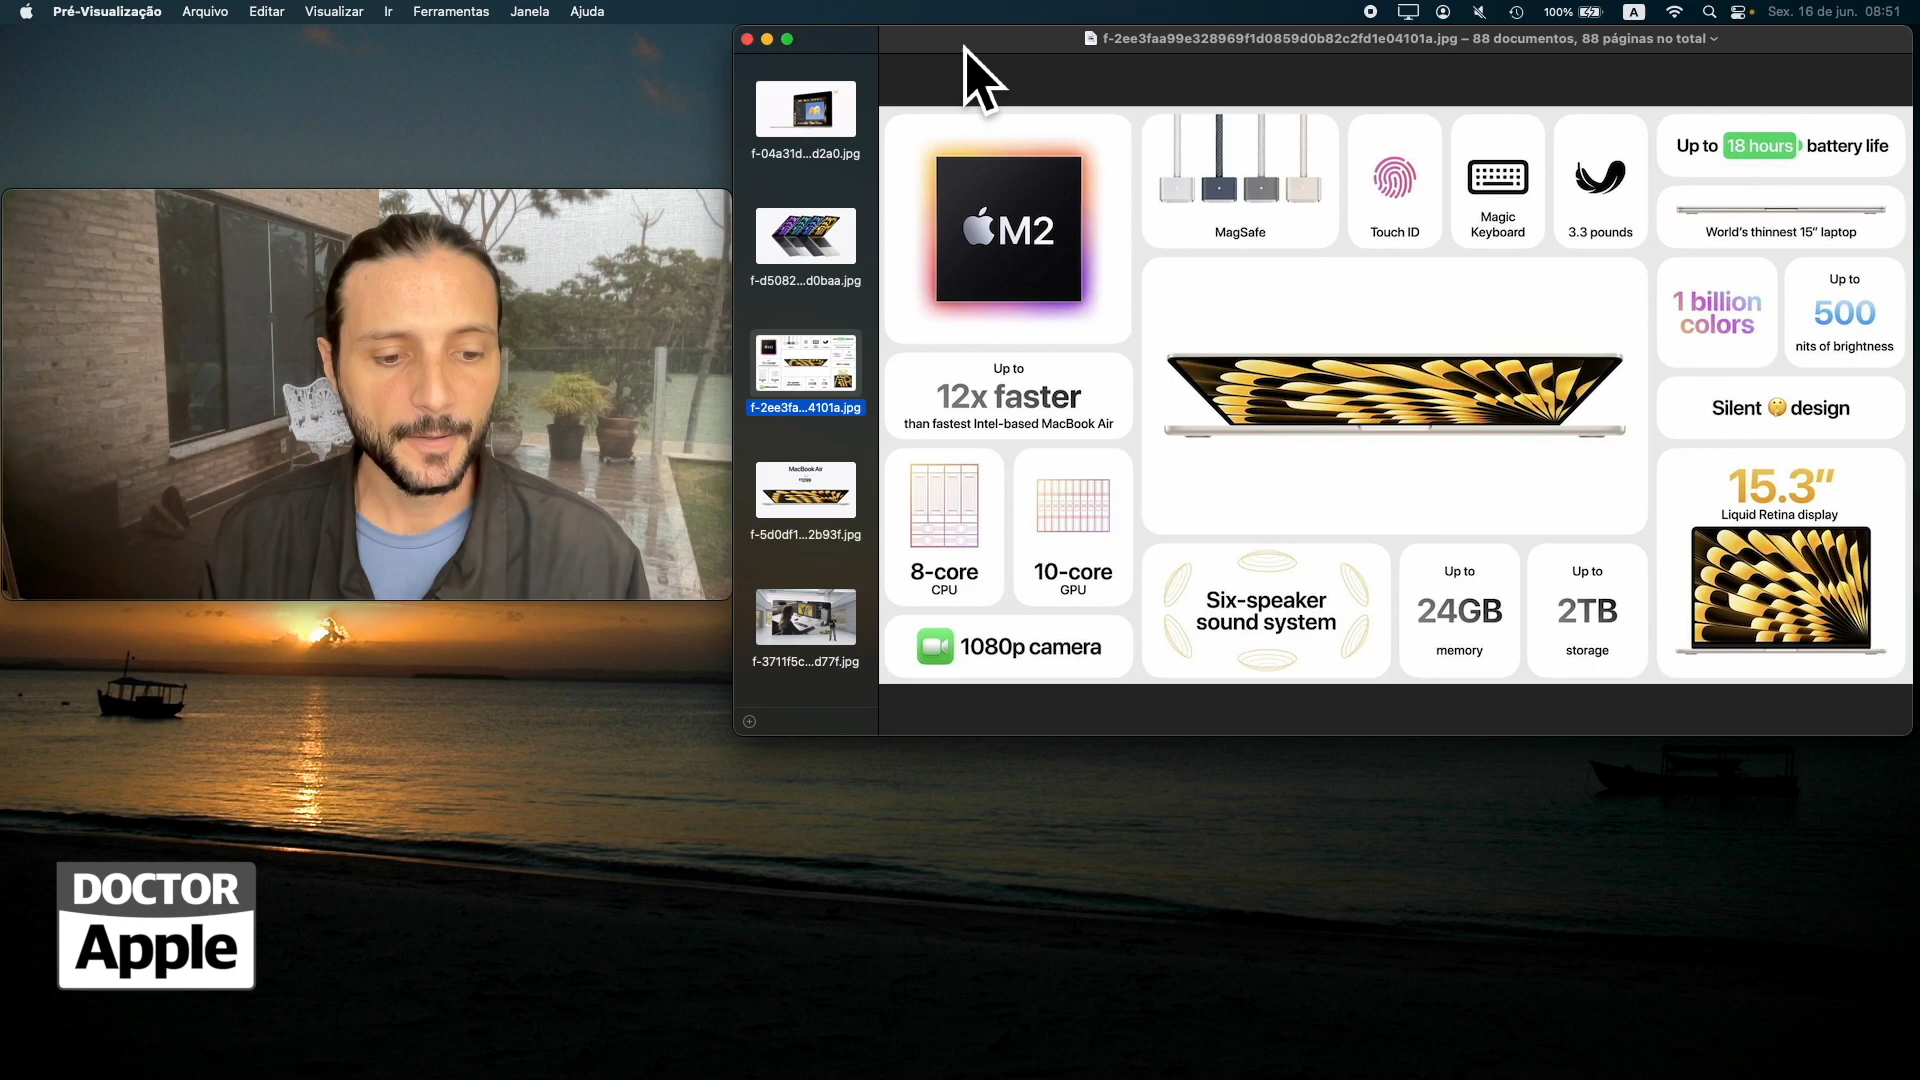 Pré-Visualização Arquivo Editar Visualizar Ir Ferramentas Janela Ajuda
100% A Sex. 16 de jun. 08:51
f-2ee3faa99e328969f1d0859d0b82c2fd1e04101a.jpg – 88 documentos, 88 páginas no total
f-04a31d...d2a0.jpg
f-d5082...d0baa.jpg
f-2ee3fa...4101a.jpg
MacBook Air
f-5d0df1...2b93f.jpg
f-3711f5c...d77f.jpg
M2
Up to
12x faster
than fastest Intel-based MacBook Air
8-core
CPU
10-core
GPU
1080p camera
MagSafe
Touch ID
Magic
Keyboard
3.3 pounds
Six-speaker
sound system
Up to
24GB
memory
Up to
2TB
storage
Up to 18 hours battery life
World's thinnest 15" laptop
1 billion
colors
Up to
500
nits of brightness
Silent design
15.3"
Liquid Retina display
DOCTOR
Apple